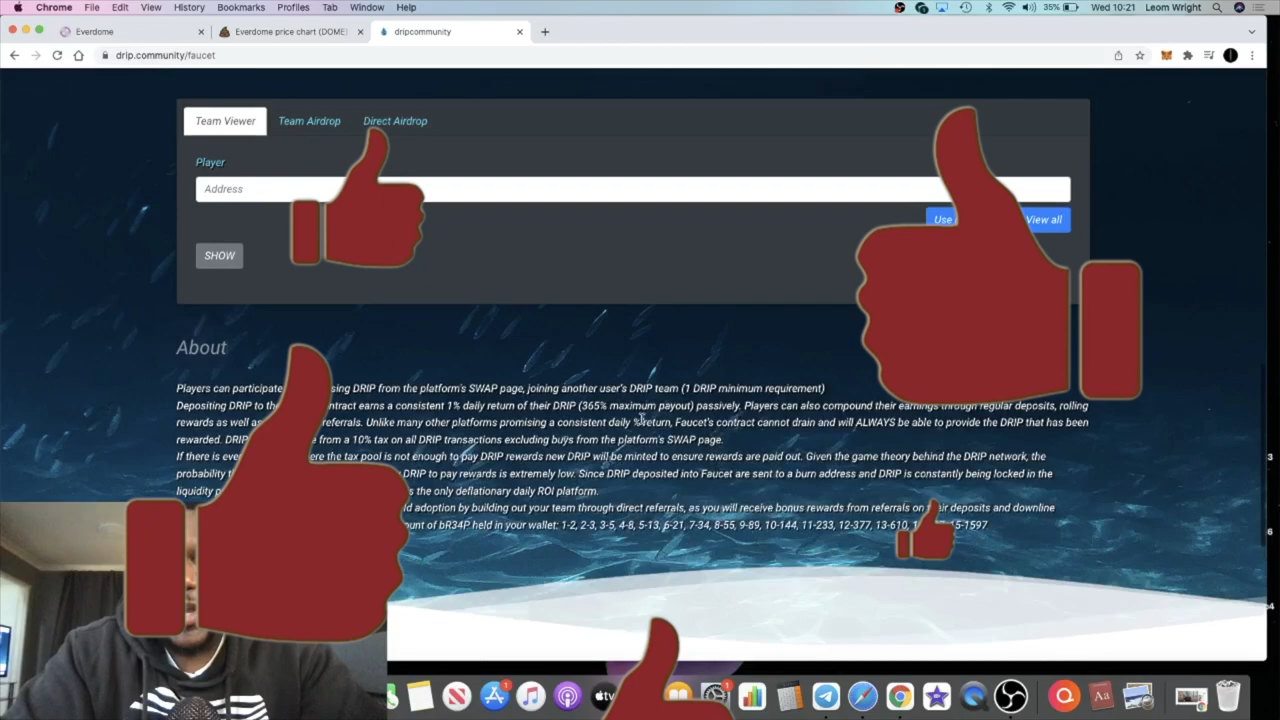 Chrome File Edit View History Bookmarks Profiles Tab Window Help 35% Wed 10:21 Leom Wright
Everdome Everdome price chart (DOME) dripcommunity
drip.community/faucet
Team Viewer Team Airdrop Direct Airdrop
Player
Address
Use View all
SHOW
About
Players can participate sing DRIP from the platform's SWAP page, joining another user's DRIP team (1 DRIP minimum requirement)
Depositing DRIP to the ntract earns a consistent 1% daily return of their DRIP (365% maximum payout) passively. Players can also compound their earnings through regular deposits, rolling
rewards as well as referrals. Unlike many other platforms promising a consistent daily % return, Faucet's contract cannot drain and will ALWAYS be able to provide the DRIP that has been
rewarded. DRIP from a 10% tax on all DRIP transactions excluding buys from the platform's SWAP page.
If there is eve ere the tax pool is not enough to pay DRIP rewards new DRIP will be minted to ensure rewards are paid out. Given the game theory behind the DRIP network, the
probability t DRIP to pay rewards is extremely low. Since DRIP deposited into Faucet are sent to a burn address and DRIP is constantly being locked in the
liquidity p s the only deflationary daily ROI platform.
d adoption by building out your team through direct referrals, as you will receive bonus rewards from referrals on their deposits and downline
ount of bR34P held in your wallet: 1-2, 2-3, 3-5, 4-8, 5-13, 6-21, 7-34, 8-55, 9-89, 10-144, 11-233, 12-377, 13-610, 15-1597